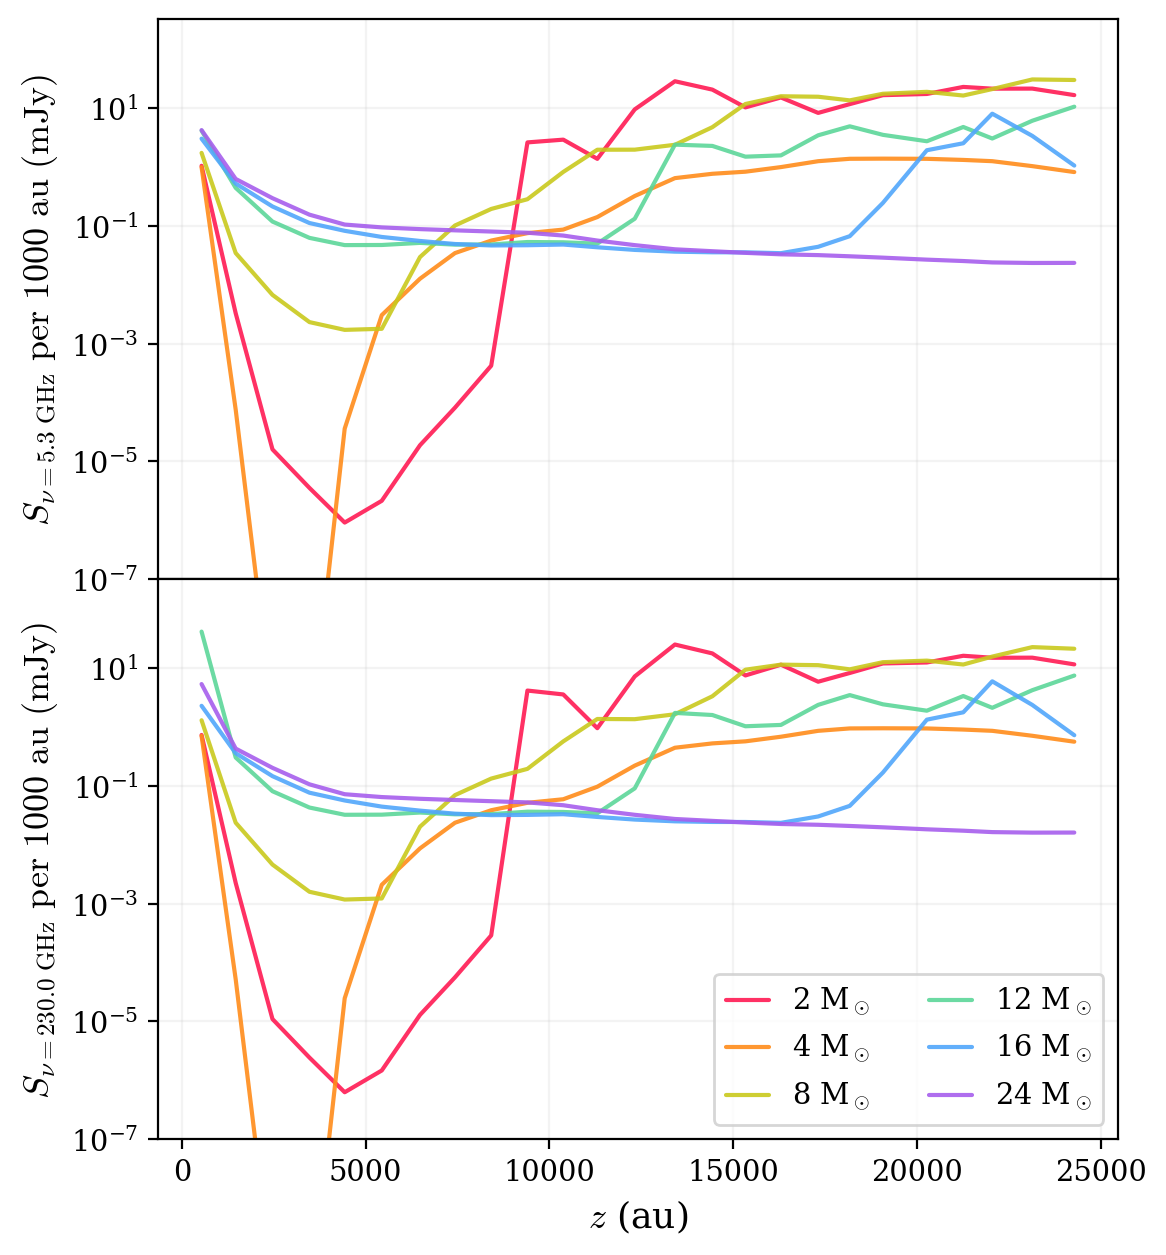 S_{ν=5.3 GHz} per 1000 au (mJy)
10^1
10^{-1}
10^{-3}
10^{-5}
10^{-7}
S_{ν=230.0 GHz} per 1000 au (mJy)
10^1
10^{-1}
10^{-3}
10^{-5}
10^{-7}
2 M_⊙ 12 M_⊙
4 M_⊙ 16 M_⊙
8 M_⊙ 24 M_⊙
0 5000 10000 15000 20000 25000
z (au)